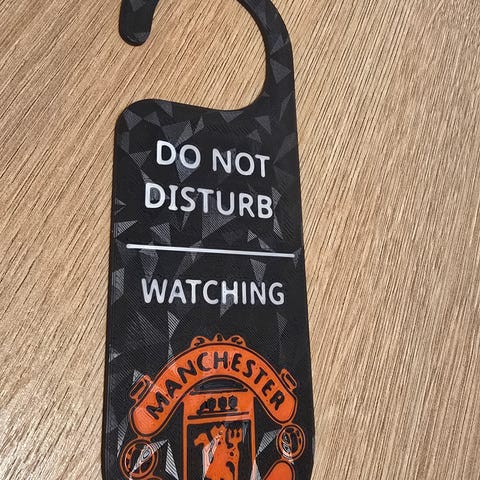 DO NOT
DISTURB
WATCHING
MANCHESTER